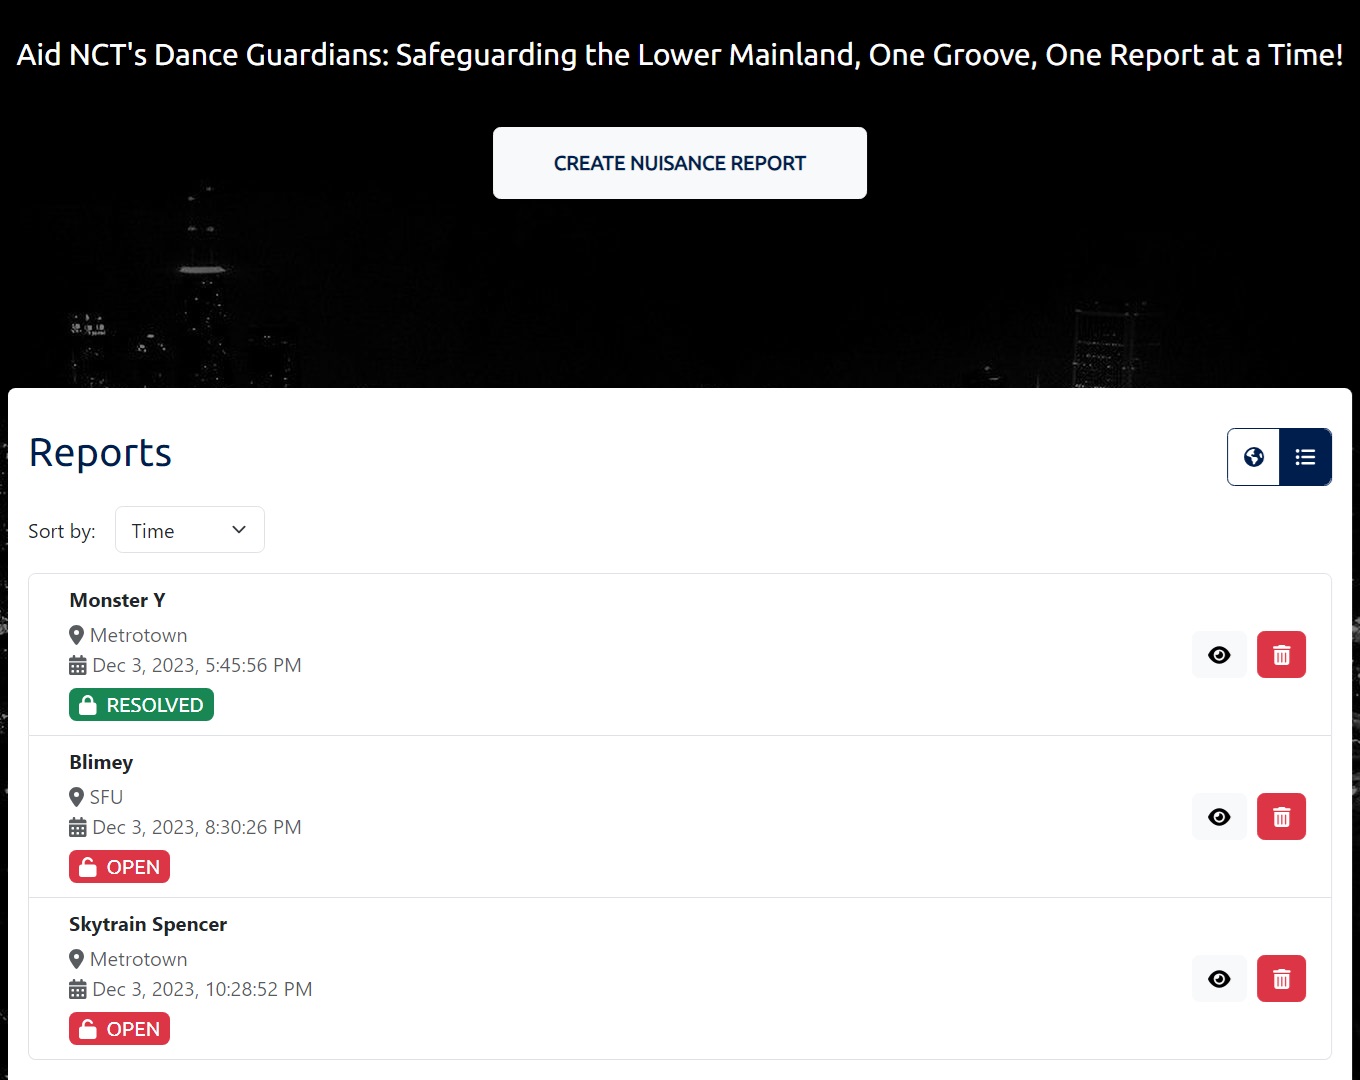 Aid NCT's Dance Guardians: Safeguarding the Lower Mainland, One Groove, One Report at a Time!
CREATE NUISANCE REPORT
Reports
Sort by: Time
Monster Y
Metrotown
Dec 3, 2023, 5:45:56 PM
RESOLVED
Blimey
SFU
Dec 3, 2023, 8:30:26 PM
OPEN
Skytrain Spencer
Metrotown
Dec 3, 2023, 10:28:52 PM
OPEN